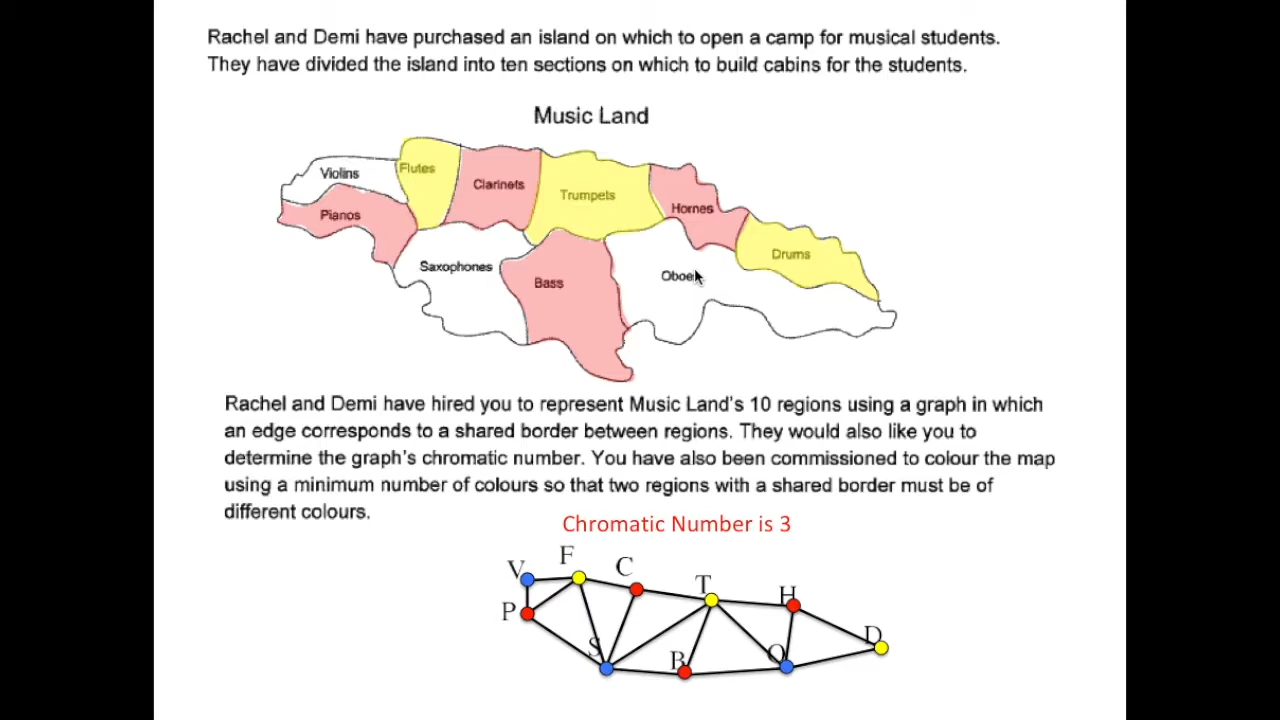 Rachel and Demi have purchased an island on which to open a camp for musical students.
They have divided the island into ten sections on which to build cabins for the students.
Music Land
Violins
Flutes
Clarinets
Trumpets
Pianos
Hornes
Saxophones
Bass
Oboes
Drums
Rachel and Demi have hired you to represent Music Land's 10 regions using a graph in which
an edge corresponds to a shared border between regions. They would also like you to
determine the graph's chromatic number. You have also been commissioned to colour the map
using a minimum number of colours so that two regions with a shared border must be of
different colours.
Chromatic Number is 3
V
F
C
T
H
P
S
B
O
D